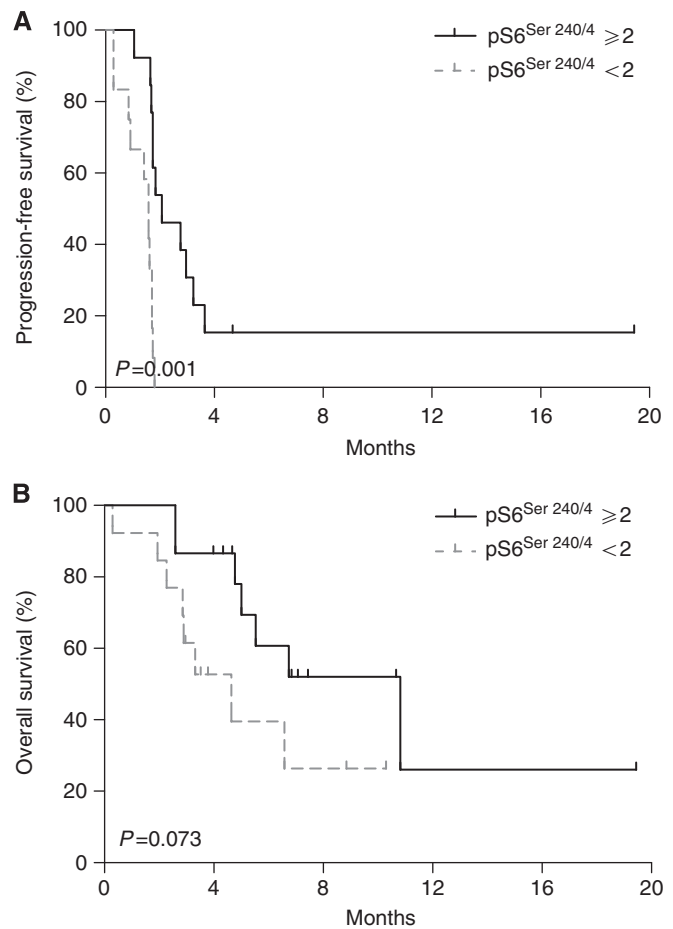 A
Progression-free survival (%)
100
80
60
40
20
0
pS6Ser 240/4 ⩾2
pS6Ser 240/4 <2
P=0.001
0 4 8 12 16 20
Months
B
Overall survival (%)
100
80
60
40
20
0
pS6Ser 240/4 ⩾2
pS6Ser 240/4 <2
P=0.073
0 4 8 12 16 20
Months